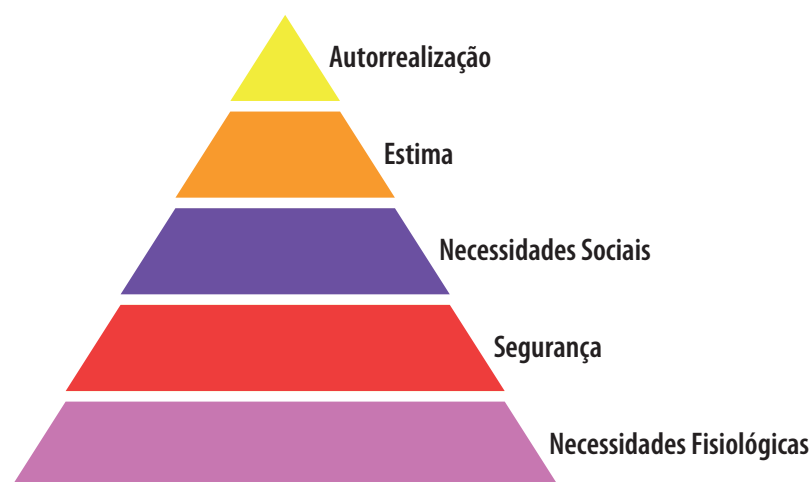 Autorrealização
Estima
Necessidades Sociais
Segurança
Necessidades Fisiológicas